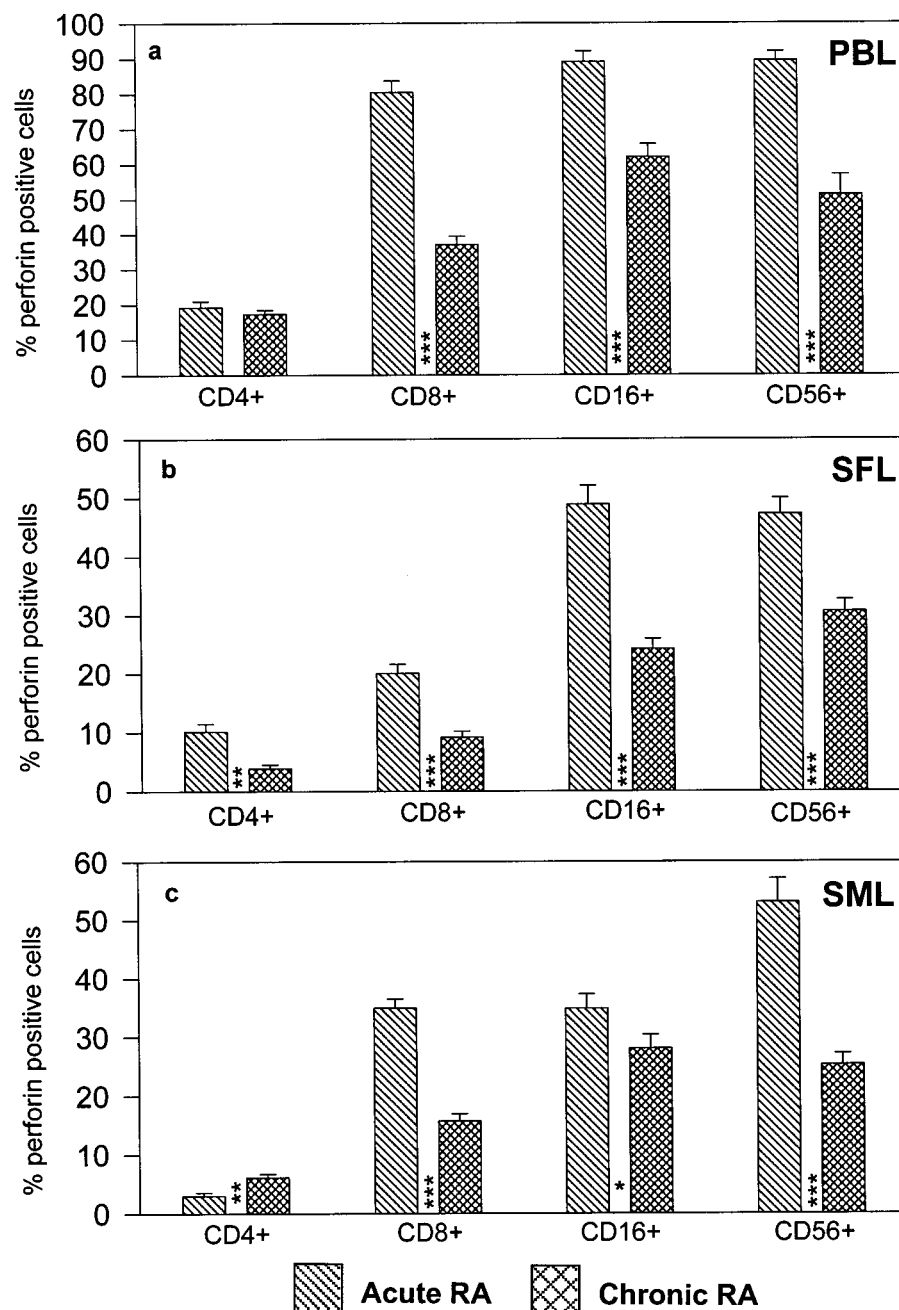 a
PBL
% perforin positive cells
100
90
80
70
60
50
40
30
20
10
0
***
***
***
CD4+ CD8+ CD16+ CD56+
b
SFL
% perforin positive cells
60
50
40
30
20
10
0
**
***
***
***
CD4+ CD8+ CD16+ CD56+
c
SML
% perforin positive cells
60
50
40
30
20
10
0
**
***
*
***
CD4+ CD8+ CD16+ CD56+
Acute RA Chronic RA